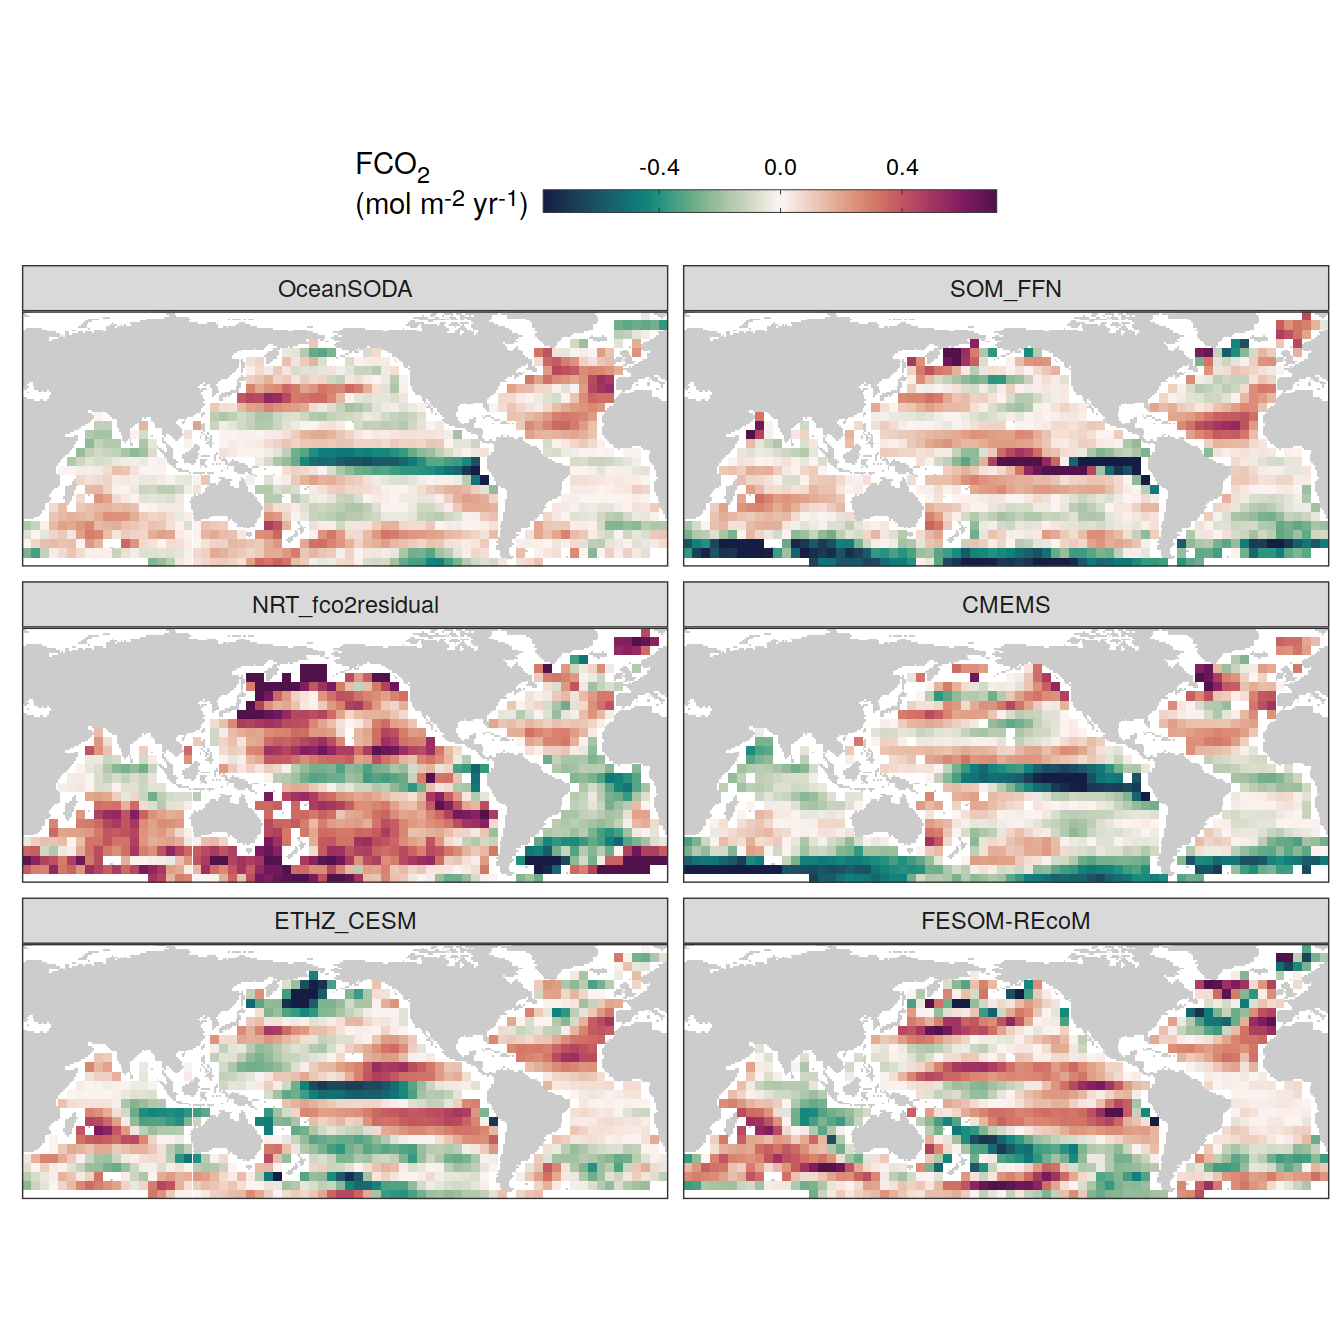 FCO₂
(mol m⁻² yr⁻¹)
-0.4 0.0 0.4
OceanSODA
SOM_FFN
NRT_fco2residual
CMEMS
ETHZ_CESM
FESOM-REcoM